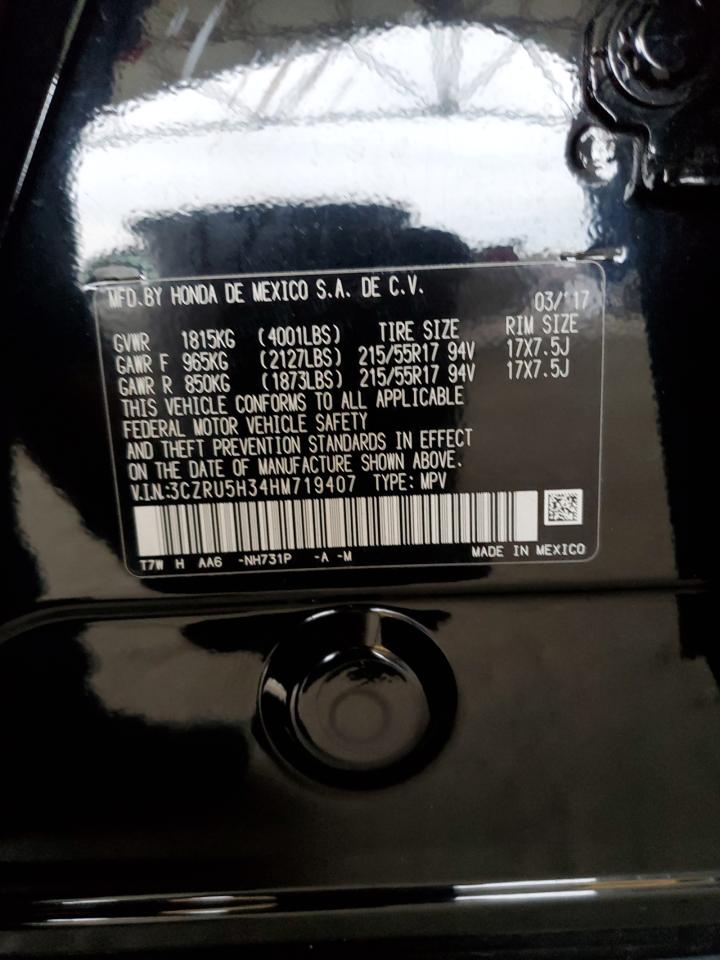 MFD.BY HONDA DE MEXICO S.A. DE C.V.
03/'17
GVWR 1815KG (4001LBS) TIRE SIZE RIM SIZE
GAWR F 965KG (2127LBS) 215/55R17 94V 17X7.5J
GAWR R 850KG (1873LBS) 215/55R17 94V 17X7.5J
THIS VEHICLE CONFORMS TO ALL APPLICABLE
FEDERAL MOTOR VEHICLE SAFETY
AND THEFT PREVENTION STANDARDS IN EFFECT
ON THE DATE OF MANUFACTURE SHOWN ABOVE.
V.I.N.:3CZRU5H34HM719407 TYPE: MPV
T7W H AA6 -NH731P -A -M MADE IN MEXICO